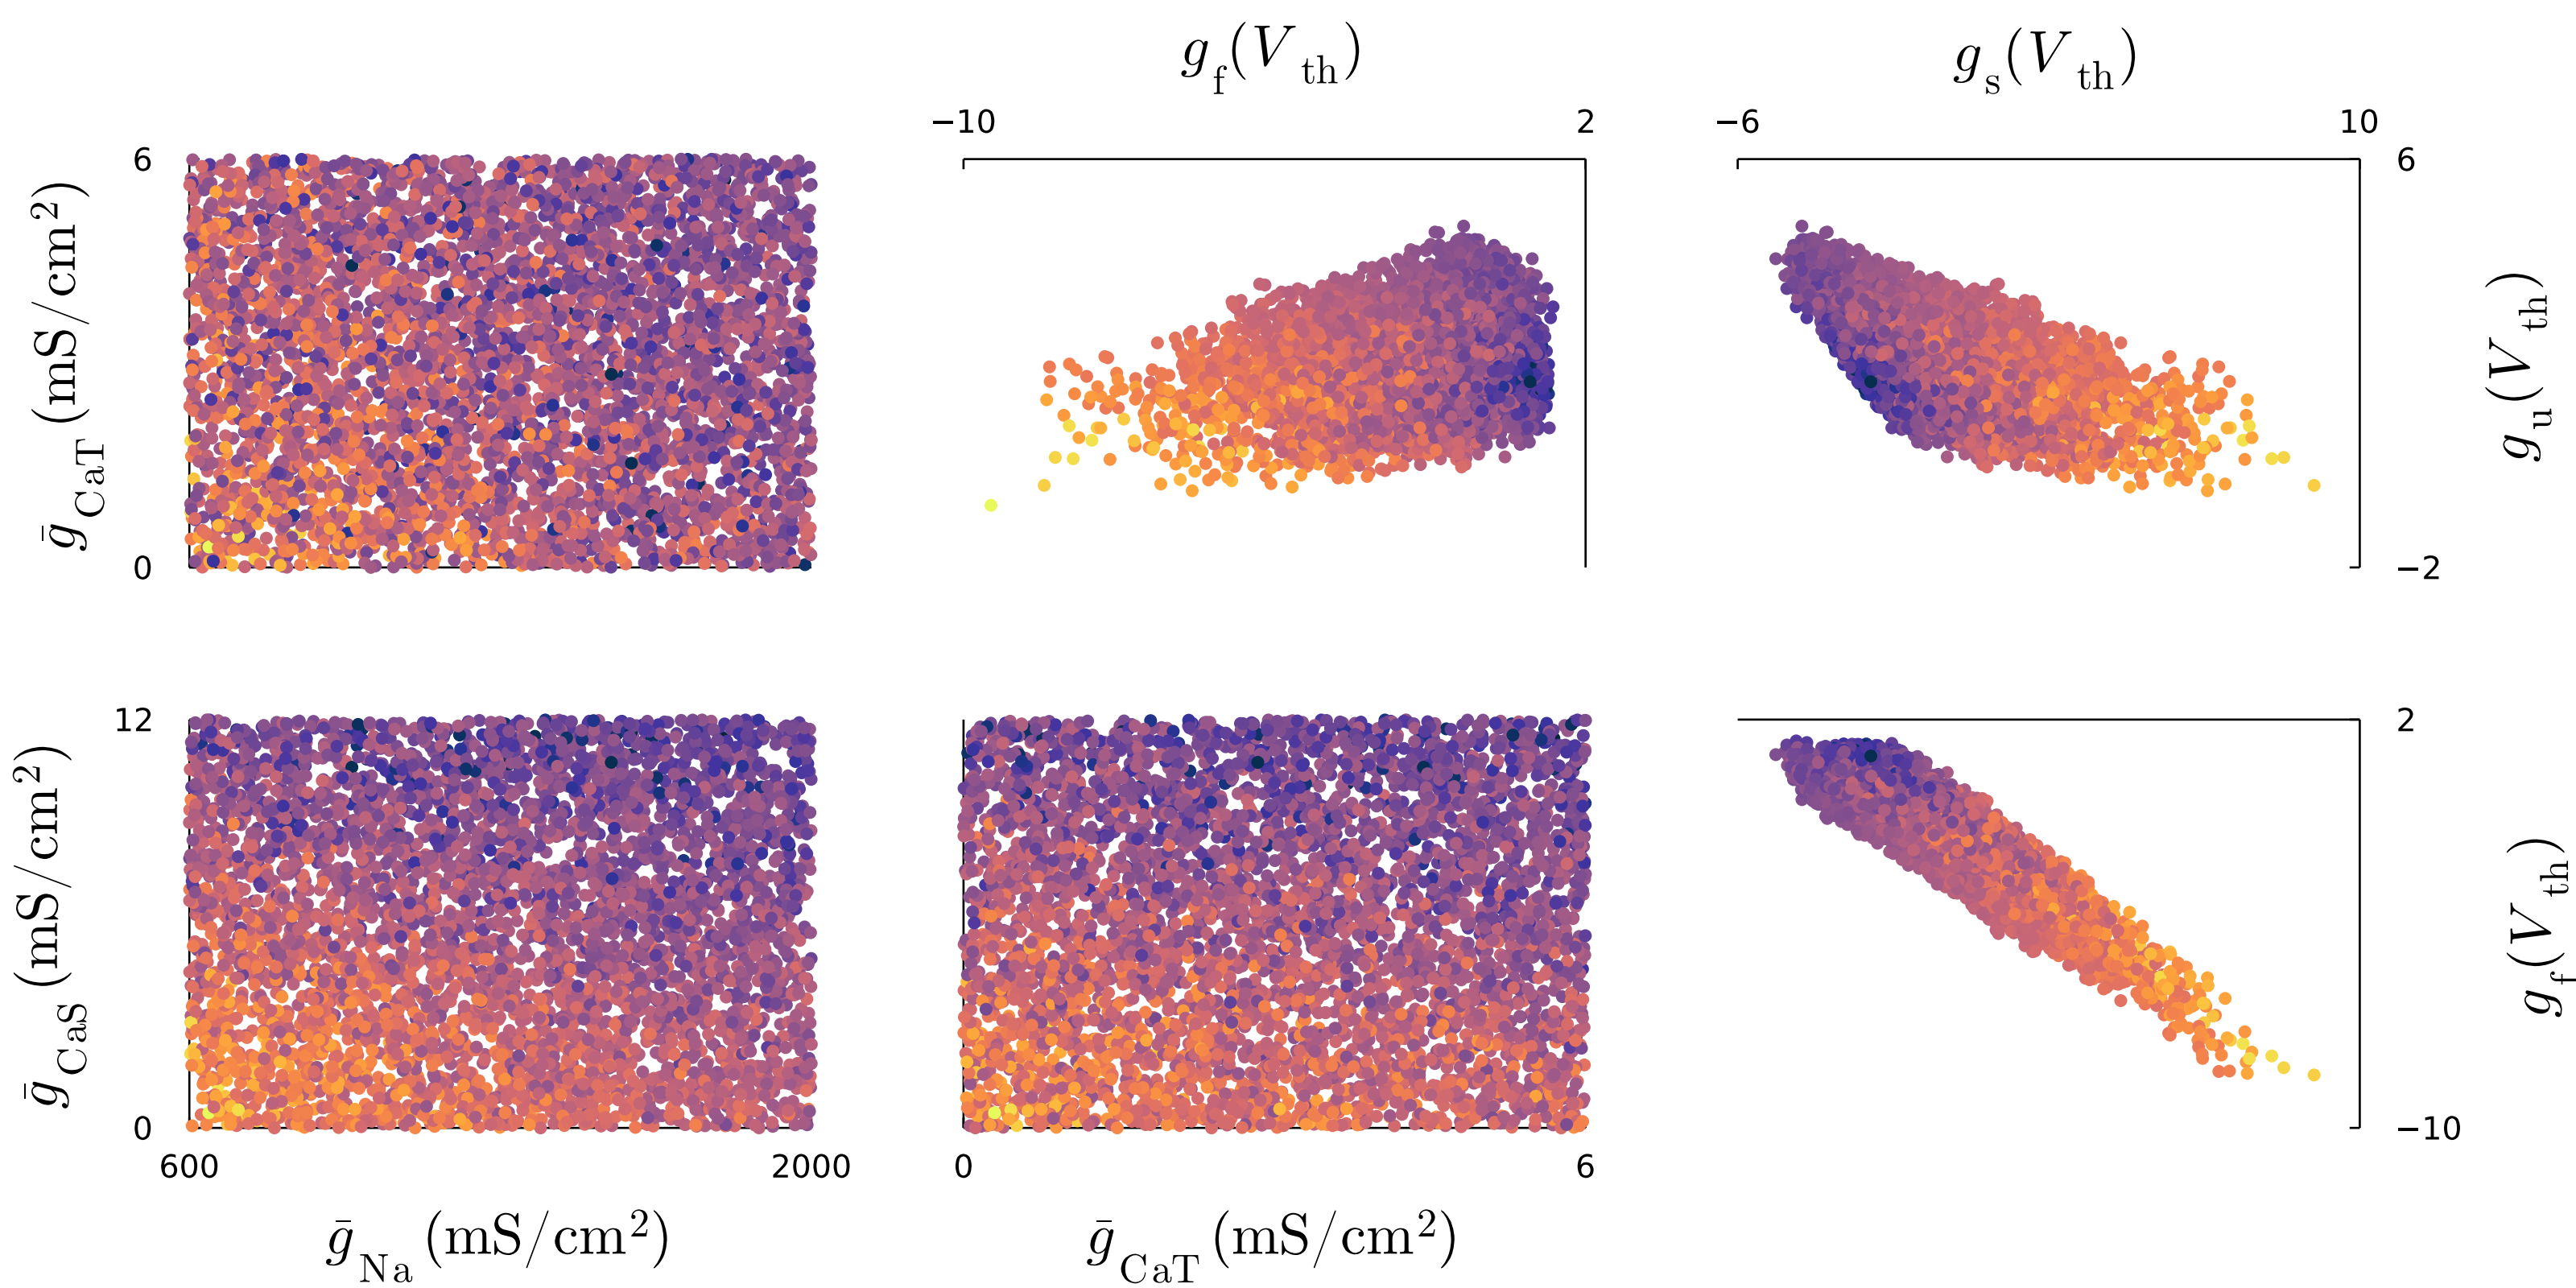 g_f(V_th)
g_s(V_th)
−10 2
−6 10
6
6
ḡ_CaT (mS/cm²)
g_u(V_th)
0
−2
12
2
ḡ_CaS (mS/cm²)
g_f(V_th)
0
−10
600 2000
0 6
ḡ_Na (mS/cm²)
ḡ_CaT (mS/cm²)